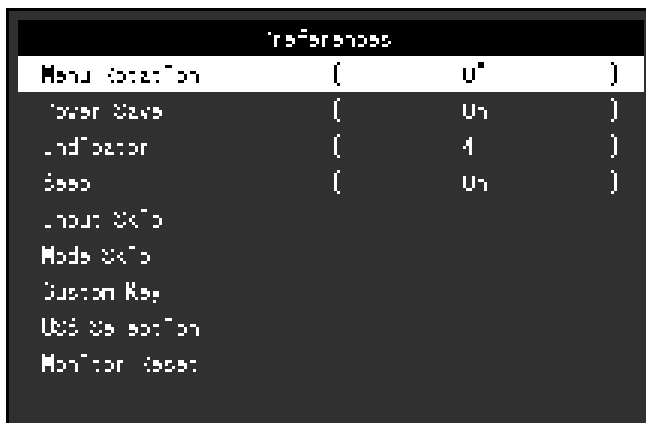 Preferences
Menu Rotation ( 0° )
Power Save ( On )
Indicator ( 4 )
Beep ( On )
Input Skip
Mode Skip
Custom Key
USB Selection
Monitor Reset